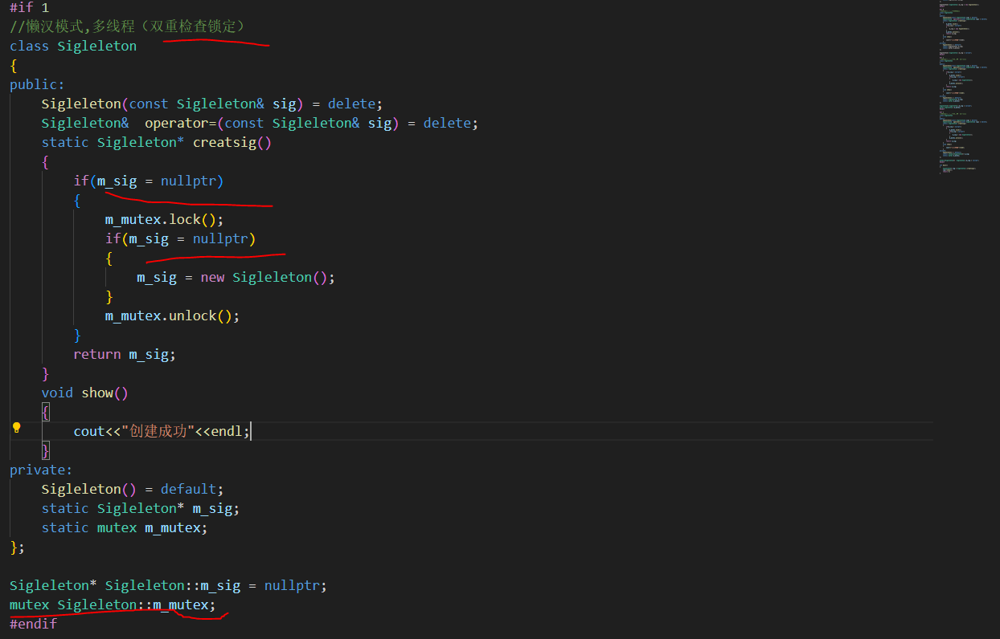 #if 1
//懒汉模式,多线程（双重检查锁定）
class Sigleleton
{
public:
    Sigleleton(const Sigleleton& sig) = delete;
    Sigleleton&  operator=(const Sigleleton& sig) = delete;
    static Sigleleton* creatsig()
    {
        if(m_sig = nullptr)
        {
            m_mutex.lock();
            if(m_sig = nullptr)
            {
                m_sig = new Sigleleton();
            }
            m_mutex.unlock();
        }
        return m_sig;
    }
    void show()
    {
        cout<<"创建成功"<<endl;
    }
private:
    Sigleleton() = default;
    static Sigleleton* m_sig;
    static mutex m_mutex;
};
Sigleleton* Sigleleton::m_sig = nullptr;
mutex Sigleleton::m_mutex;
#endif